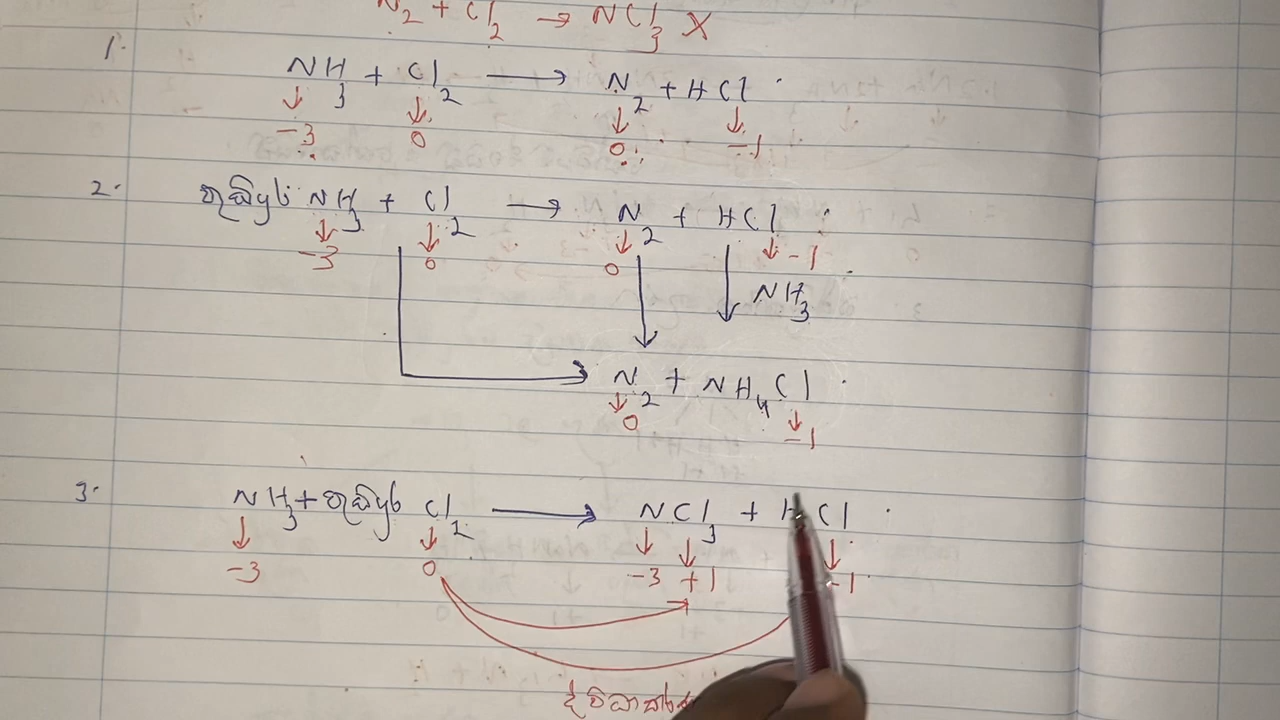 N₂ + Cl₂ → NCl₃ X
1.
NH₃ + Cl₂ → N₂ + HCl
↓ ↓ ↓ ↓
-3 0 0 -1
2. වැඩිපුර NH₃ + Cl₂ → N₂ + HCl
↓ ↓ ↓ ↓
-3 0 0 -1
NH₃
N₂ + NH₄Cl
↓ ↓
0 -1
3. NH₃ + වැඩිපුර Cl₂ → NCl₃ + HCl
↓ ↓ ↓ ↓ ↓
-3 0 -3 +1 -1